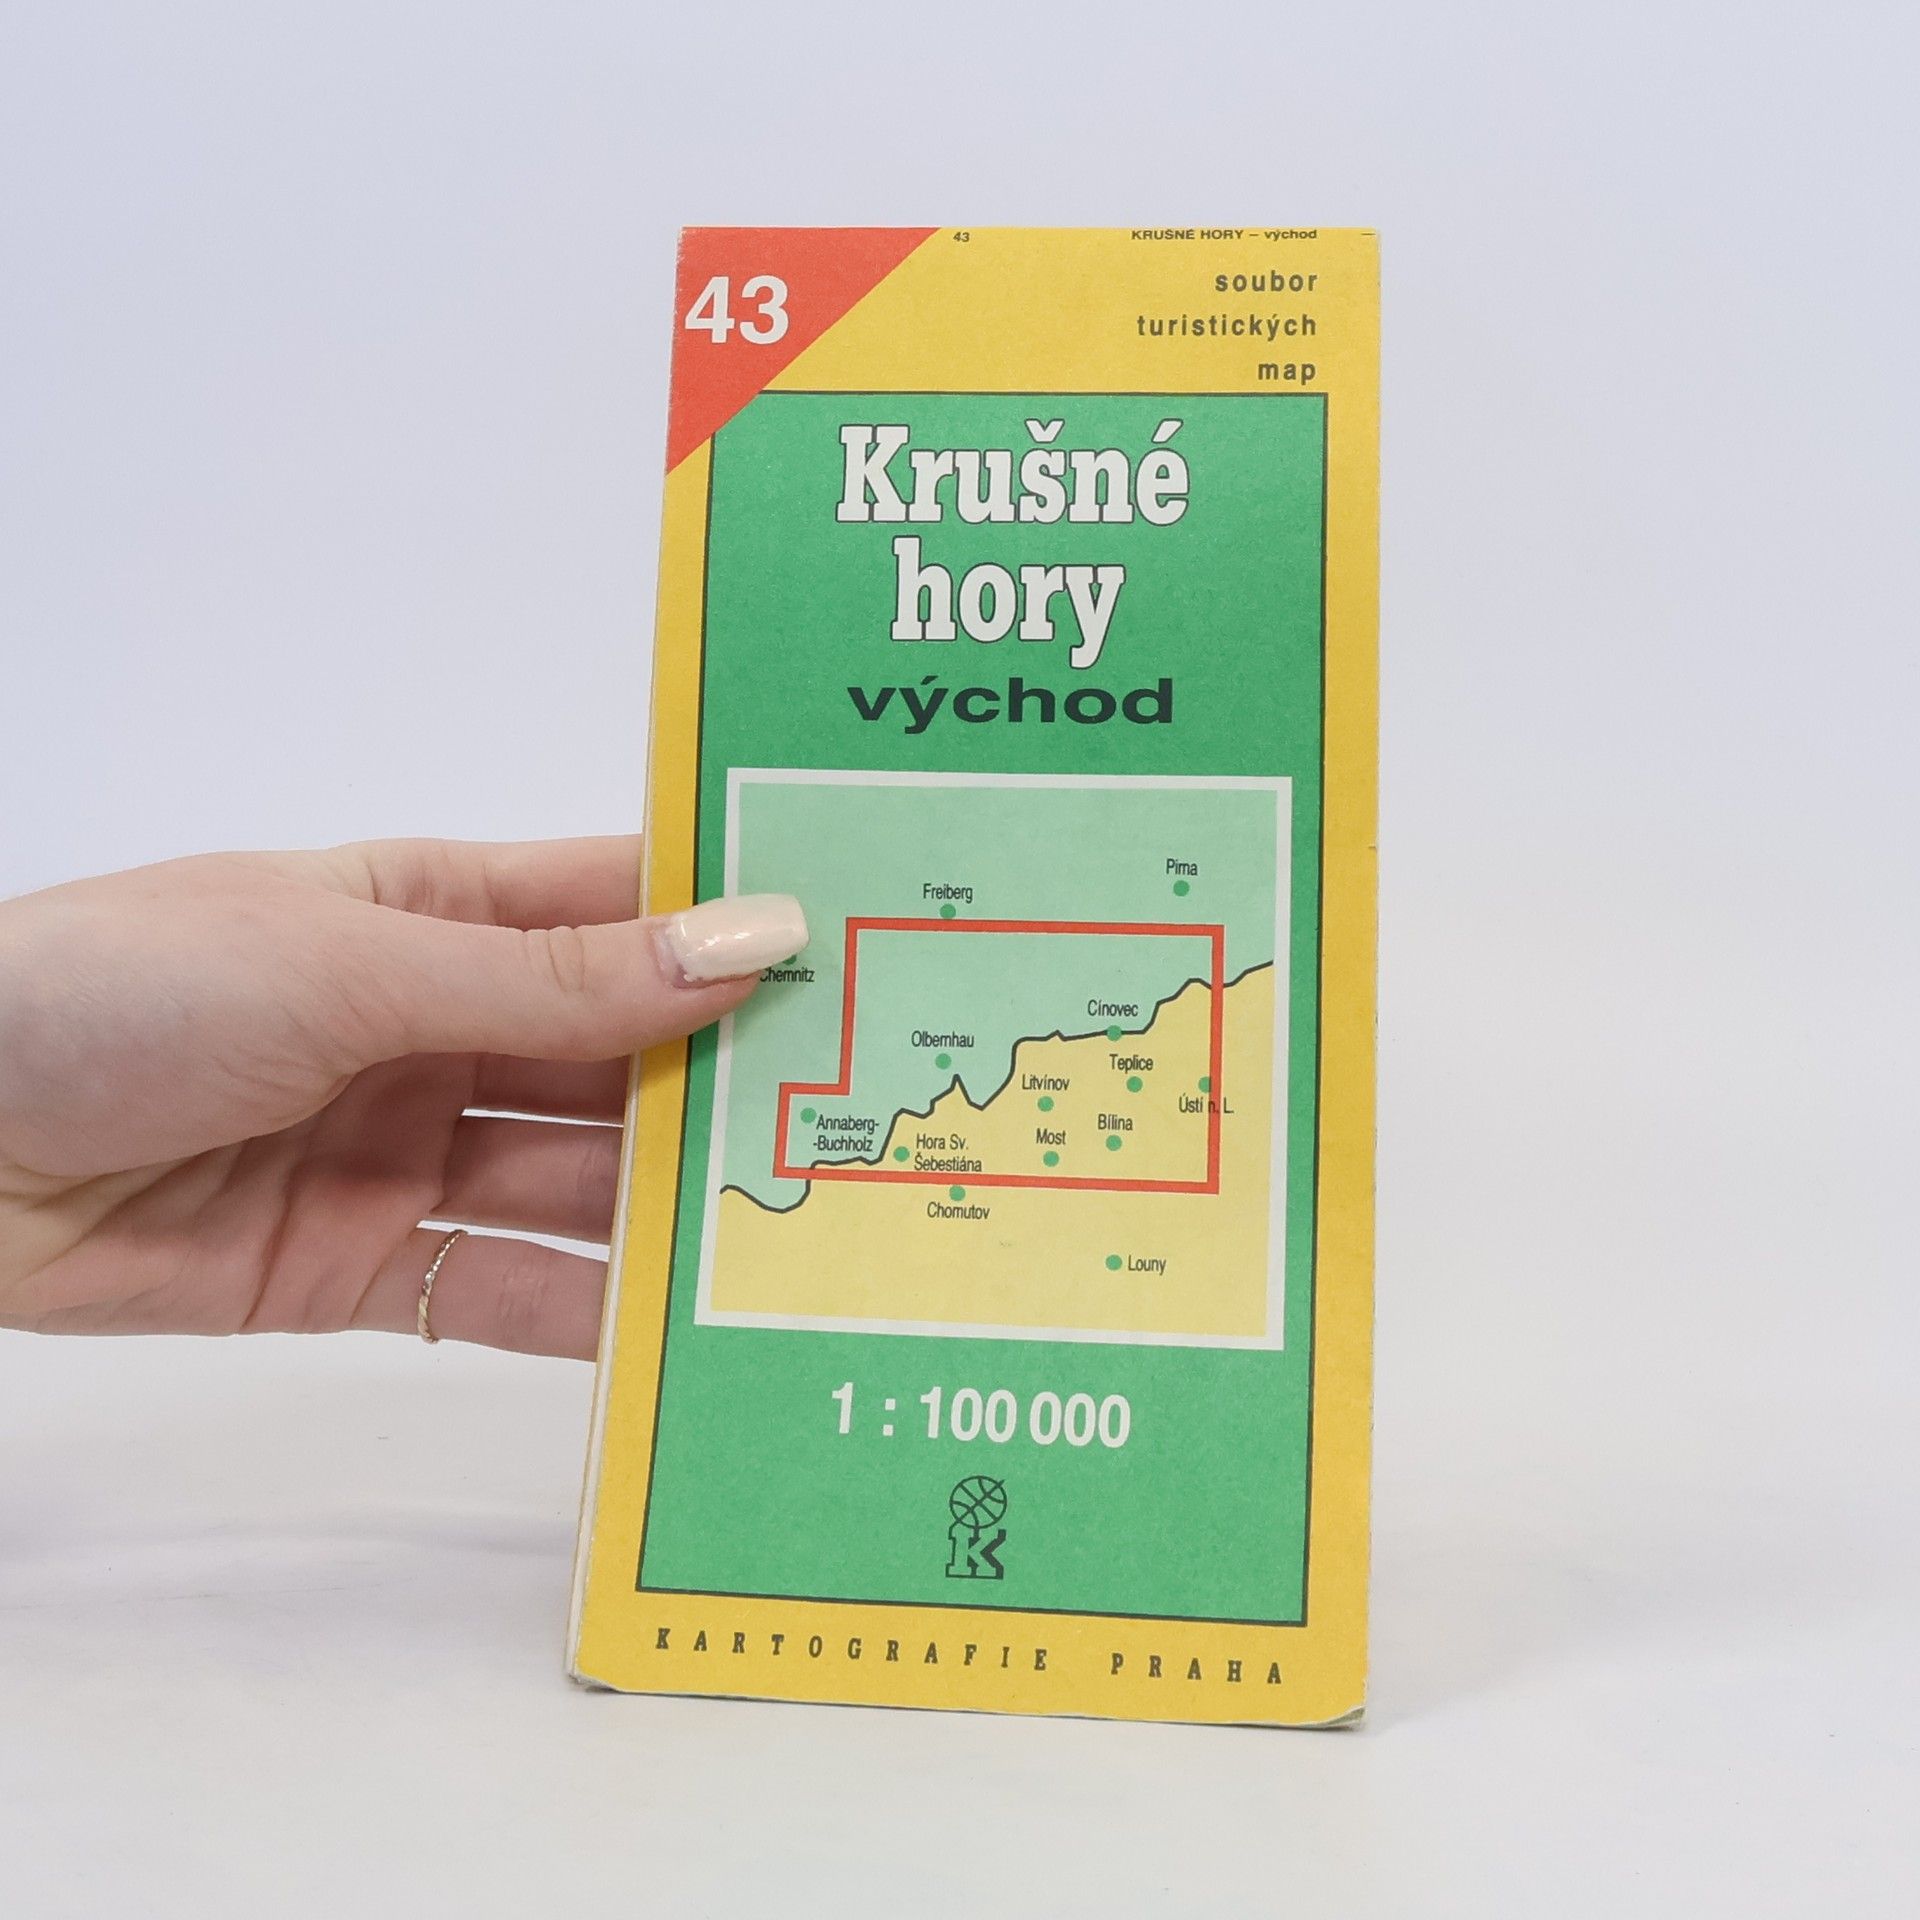 43
KRUŠNÉ HORY – východ
43
soubor
turistických
map
Krušné
hory
východ
Pirna
Freiberg
Chemnitz
Cínovec
Olbernhau
Teplice
Litvínov
Ústí n. L.
Annaberg-
-Buchholz
Bílina
Most
Hora Sv.
Šebestiána
Chomutov
Louny
1 : 100 000
K
KARTOGRAFIE PRAHA